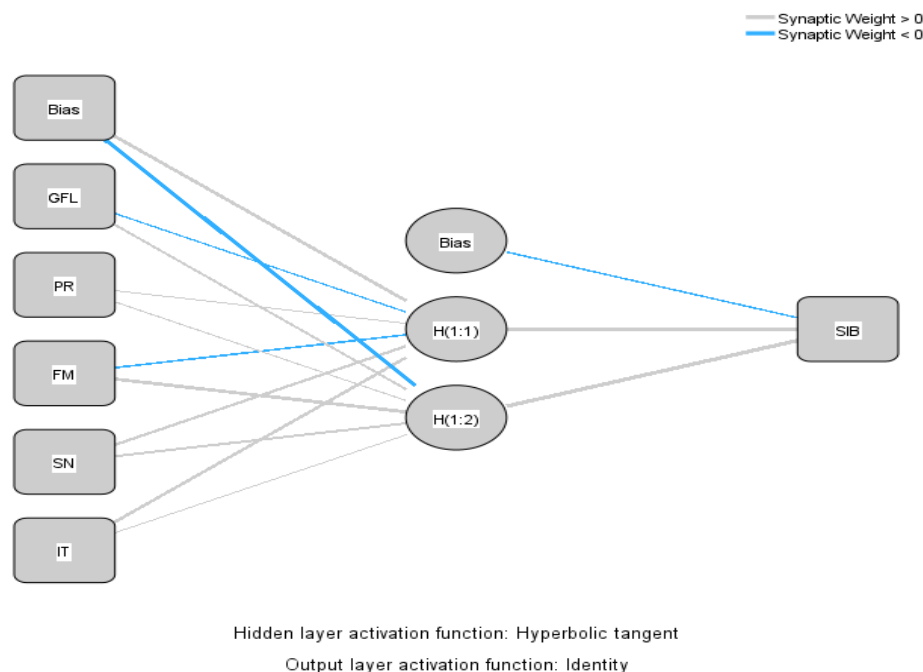 Synaptic Weight > 0
Synaptic Weight < 0
Bias
GFL
PR
FM
SN
IT
Bias
H(1:1)
H(1:2)
SIB
Hidden layer activation function: Hyperbolic tangent
Output layer activation function: Identity